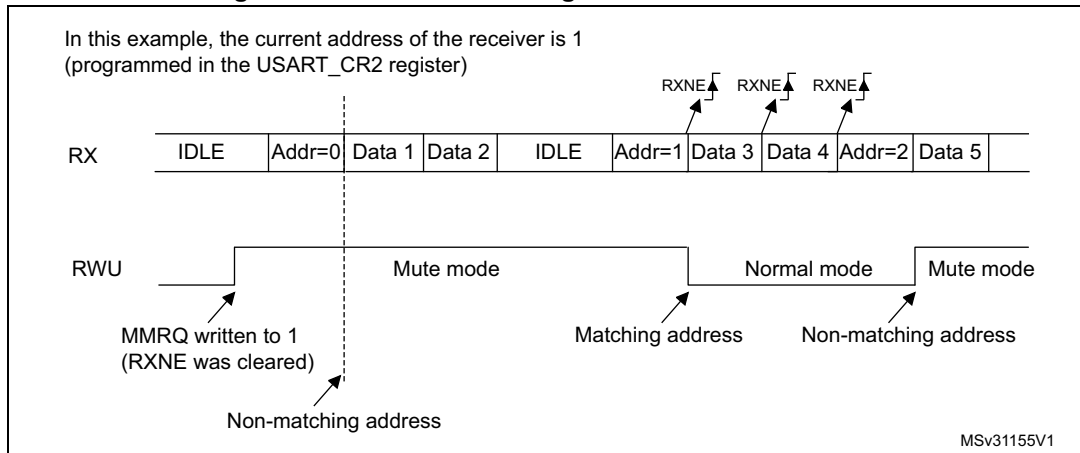 In this example, the current address of the receiver is 1
(programmed in the USART_CR2 register)
RXNE RXNE RXNE
RX IDLE Addr=0 Data 1 Data 2 IDLE Addr=1 Data 3 Data 4 Addr=2 Data 5
RWU Mute mode Normal mode Mute mode
MMRQ written to 1 Matching address Non-matching address
(RXNE was cleared)
Non-matching address
MSv31155V1